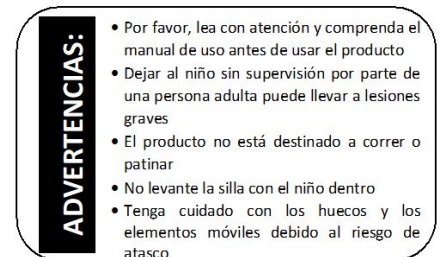 ADVERTENCIAS:
• Por favor, lea con atención y comprenda el
manual de uso antes de usar el producto
• Dejar al niño sin supervisión por parte de
una persona adulta puede llevar a lesiones
graves
• El producto no está destinado a correr o
patinar
• No levante la silla con el niño dentro
• Tenga cuidado con los huecos y los
elementos móviles debido al riesgo de
atasco